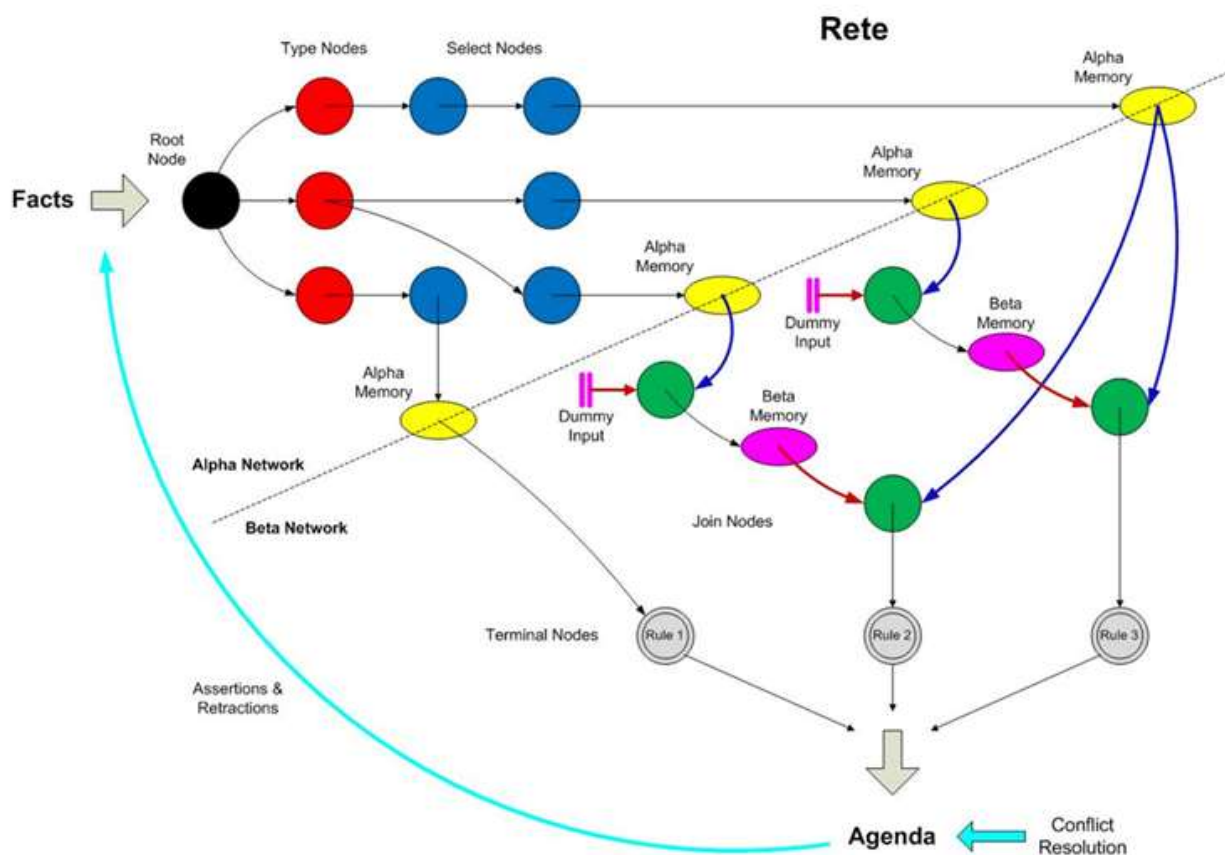 Rete
Type Nodes
Select Nodes
Alpha
Memory
Root
Node
Alpha
Memory
Facts
Alpha
Memory
Dummy
Input
Beta
Memory
Alpha
Memory
Dummy
Input
Beta
Memory
Alpha Network
Beta Network
Join Nodes
Terminal Nodes
Rule 1
Rule 2
Rule 3
Assertions &
Retractions
Agenda
Conflict
Resolution